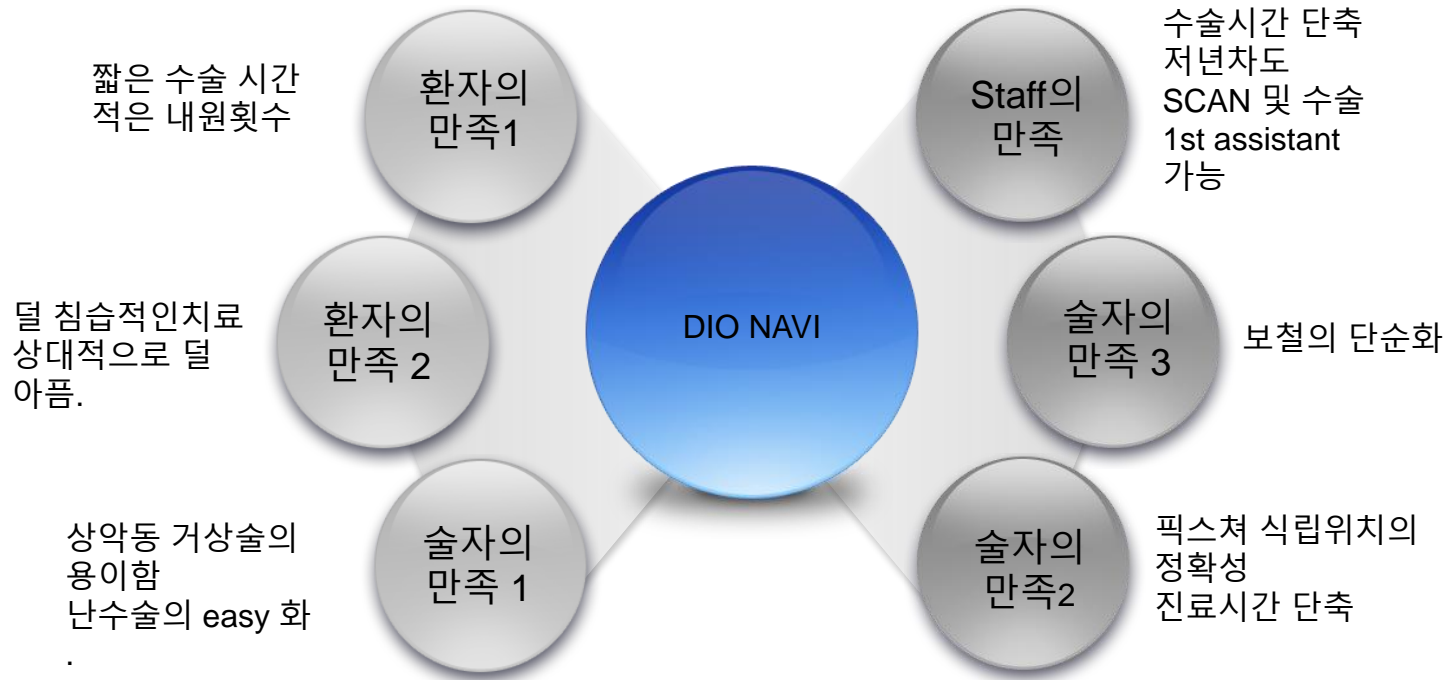 짧은 수술 시간
적은 내원횟수
환자의
만족1
Staff의
만족
수술시간 단축
저년차도
SCAN 및 수술
1st assistant
가능
덜 침습적인치료
상대적으로 덜
아픔.
환자의
만족 2
DIO NAVI
술자의
만족 3
보철의 단순화
상악동 거상술의
용이함
난수술의 easy 화
.
술자의
만족 1
술자의
만족2
픽스쳐 식립위치의
정확성
진료시간 단축